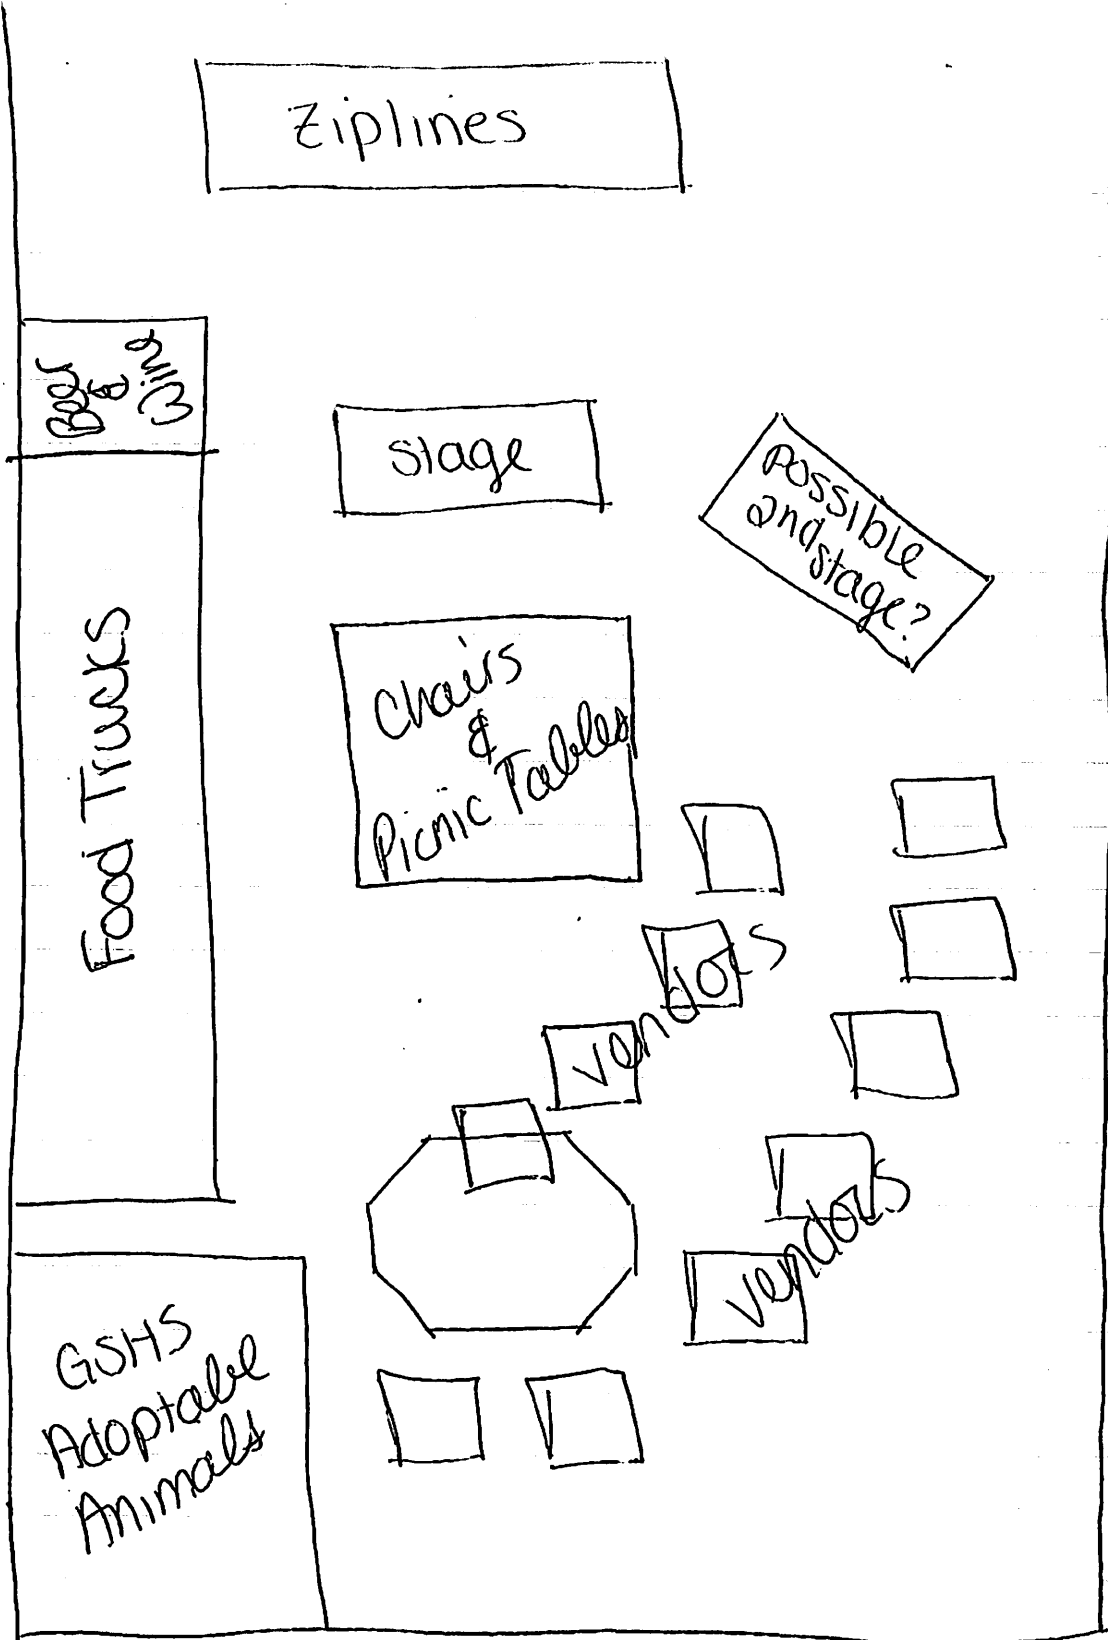 Ziplines
Beer
&
Wine
Stage
Possible
2nd
stage?
Food Trucks
Chairs
&
Picnic Tables
vendors
vendors
GSHS
Adoptable
Animals